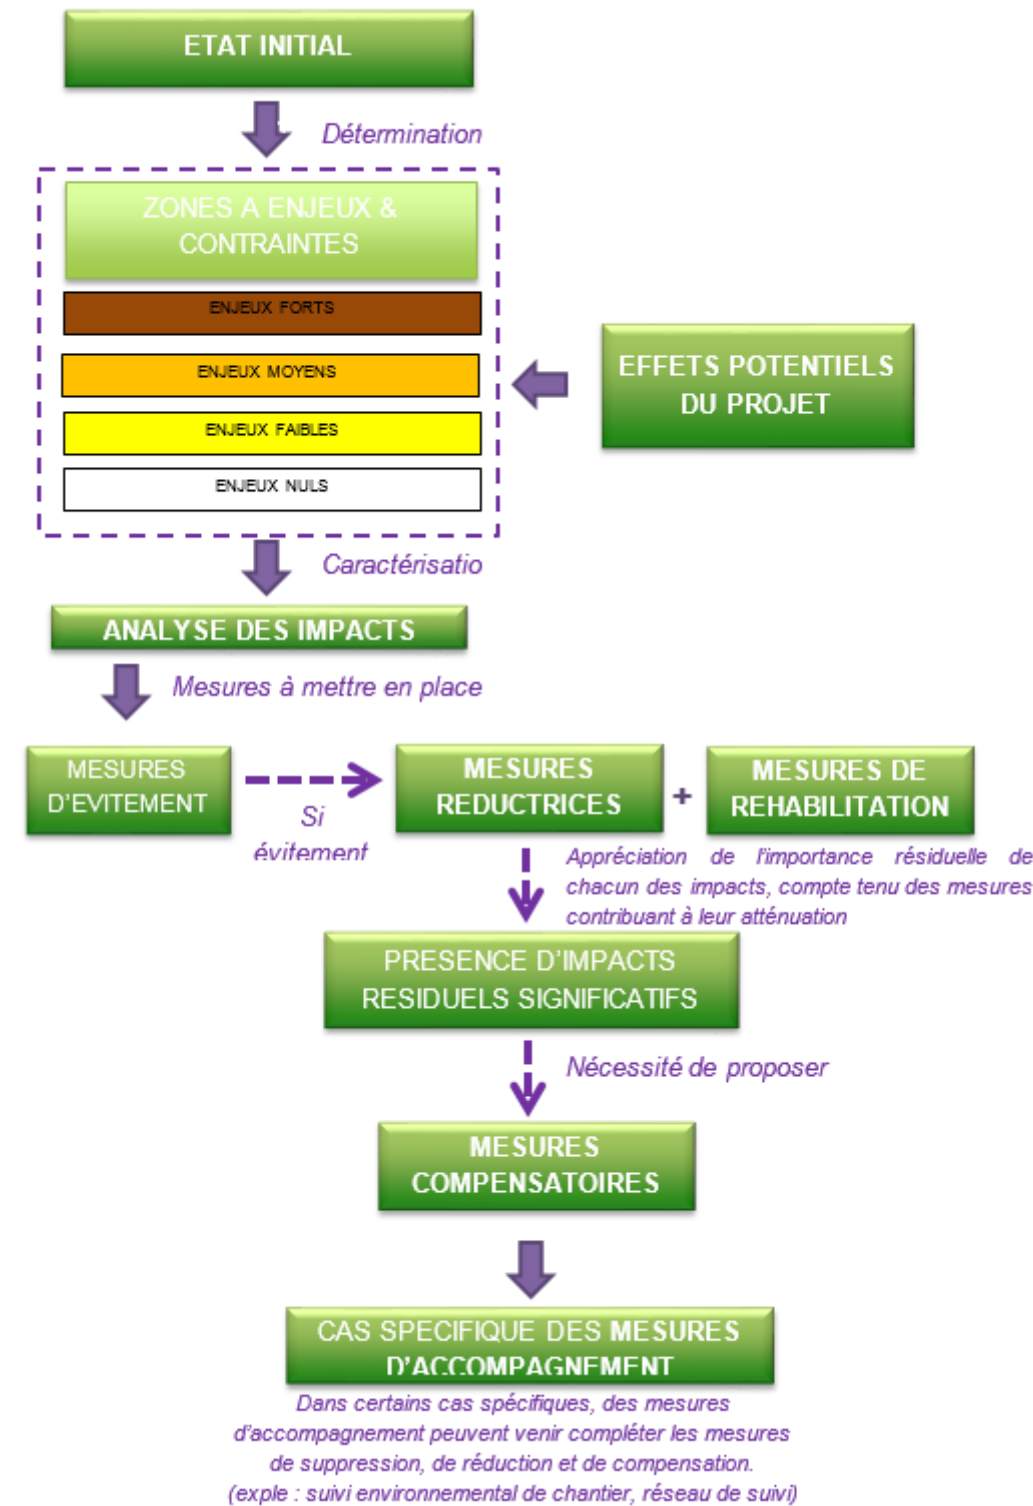 ETAT INITIAL
Détermination
ZONES A ENJEUX &
CONTRAINTES
ENJEUX FORTS
ENJEUX MOYENS
ENJEUX FAIBLES
ENJEUX NULS
EFFETS POTENTIELS
DU PROJET
Caractérisatio
ANALYSE DES IMPACTS
Mesures à mettre en place
MESURES
D'EVITEMENT
Si
évitement
MESURES
REDUCTRICES
+
MESURES DE
REHABILITATION
Appréciation de l'importance résiduelle de
chacun des impacts, compte tenu des mesures
contribuant à leur atténuation
PRESENCE D'IMPACTS
RESIDUELS SIGNIFICATIFS
Nécessité de proposer
MESURES
COMPENSATOIRES
CAS SPECIFIQUE DES MESURES
D'ACCOMPAGNEMENT
Dans certains cas spécifiques, des mesures
d'accompagnement peuvent venir compléter les mesures
de suppression, de réduction et de compensation.
(exple : suivi environnemental de chantier, réseau de suivi)